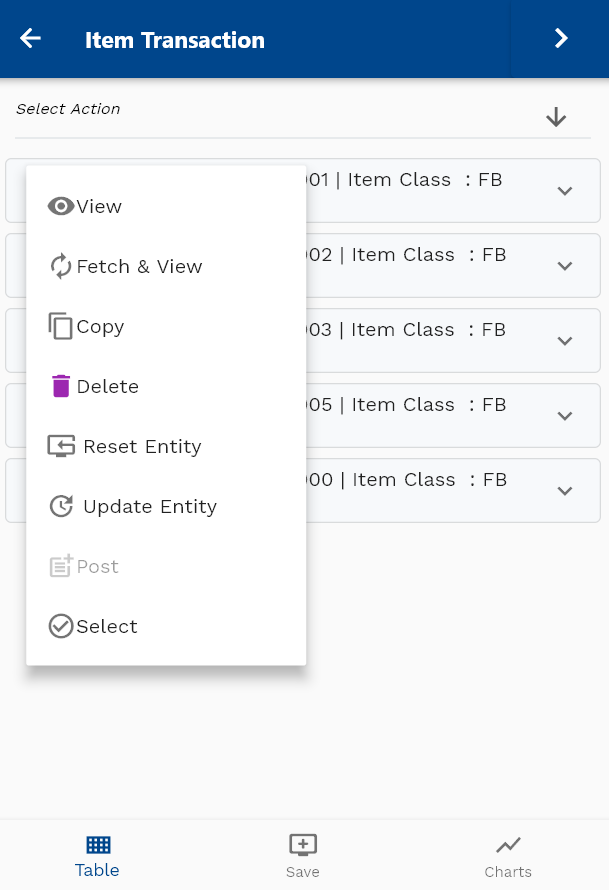 Item Transaction
Select Action
01 | Item Class : FB
02 | Item Class : FB
03 | Item Class : FB
05 | Item Class : FB
00 | Item Class : FB
View
Fetch & View
Copy
Delete
Reset Entity
Update Entity
Post
Select
Table
Save
Charts